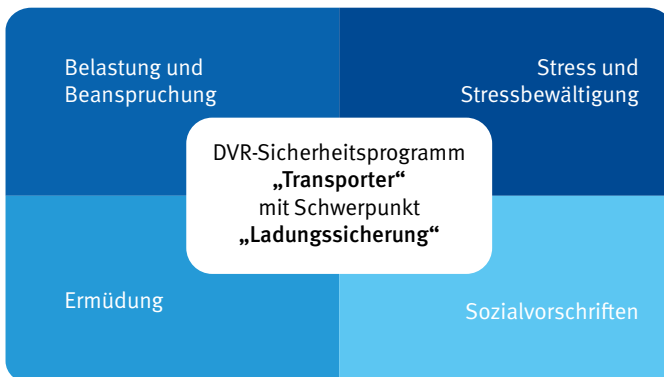 Belastung und
Beanspruchung
Stress und
Stressbewältigung
DVR-Sicherheitsprogramm
„Transporter“
mit Schwerpunkt
„Ladungssicherung“
Ermüdung
Sozialvorschriften